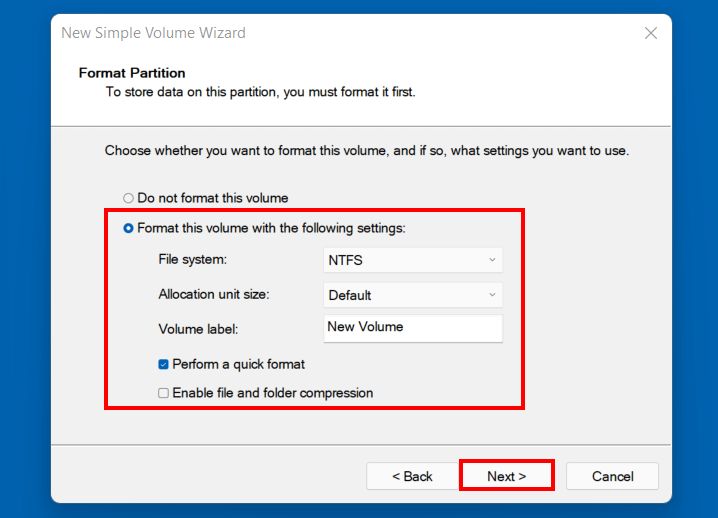 New Simple Volume Wizard
Format Partition
To store data on this partition, you must format it first.
Choose whether you want to format this volume, and if so, what settings you want to use.
Do not format this volume
Format this volume with the following settings:
File system: NTFS
Allocation unit size: Default
Volume label: New Volume
Perform a quick format
Enable file and folder compression
< Back Next > Cancel